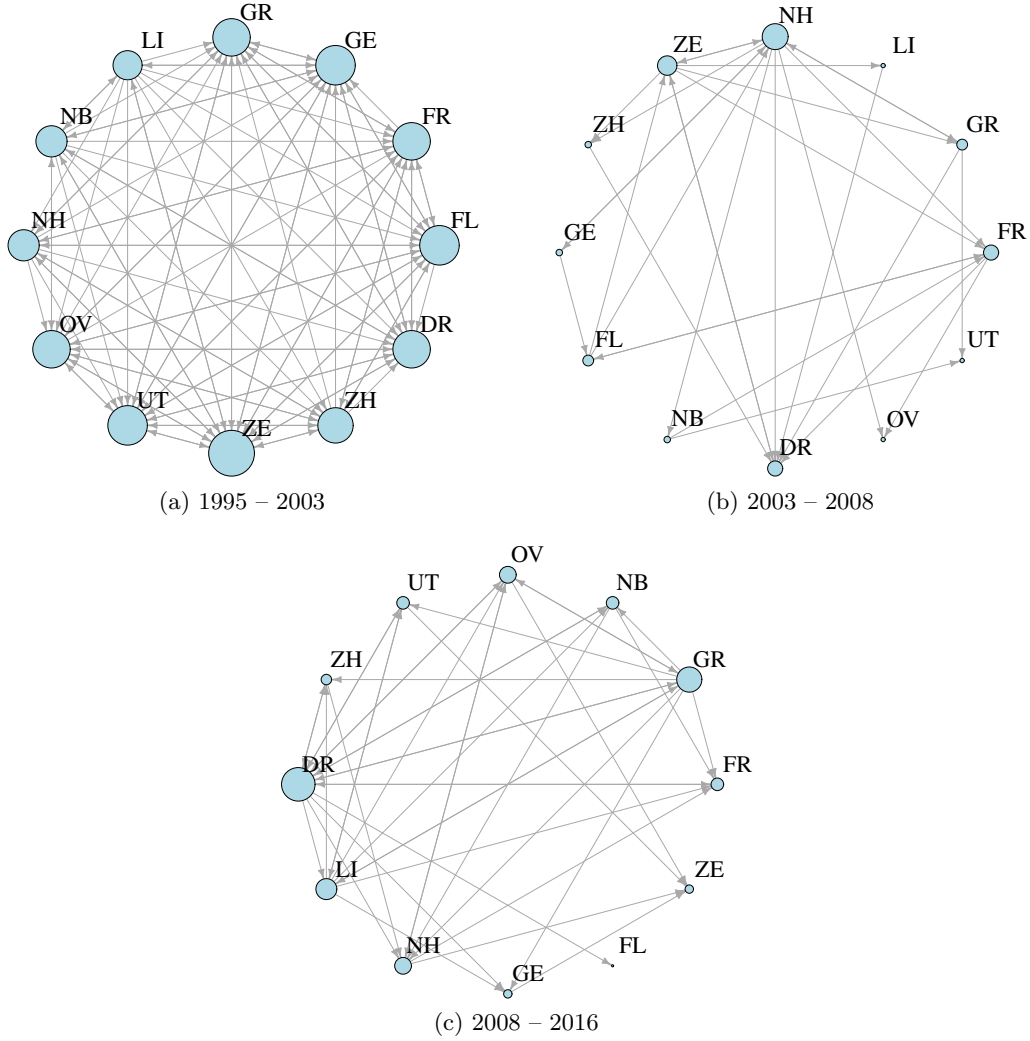 GR
LI
GE
NB
FR
NH
FL
OV
DR
UT
ZH
ZE
(a) 1995 – 2003
NH
ZE
LI
ZH
GR
GE
FR
FL
UT
NB
OV
DR
(b) 2003 – 2008
OV
UT
NB
ZH
GR
DR
FR
LI
ZE
NH
FL
GE
(c) 2008 – 2016